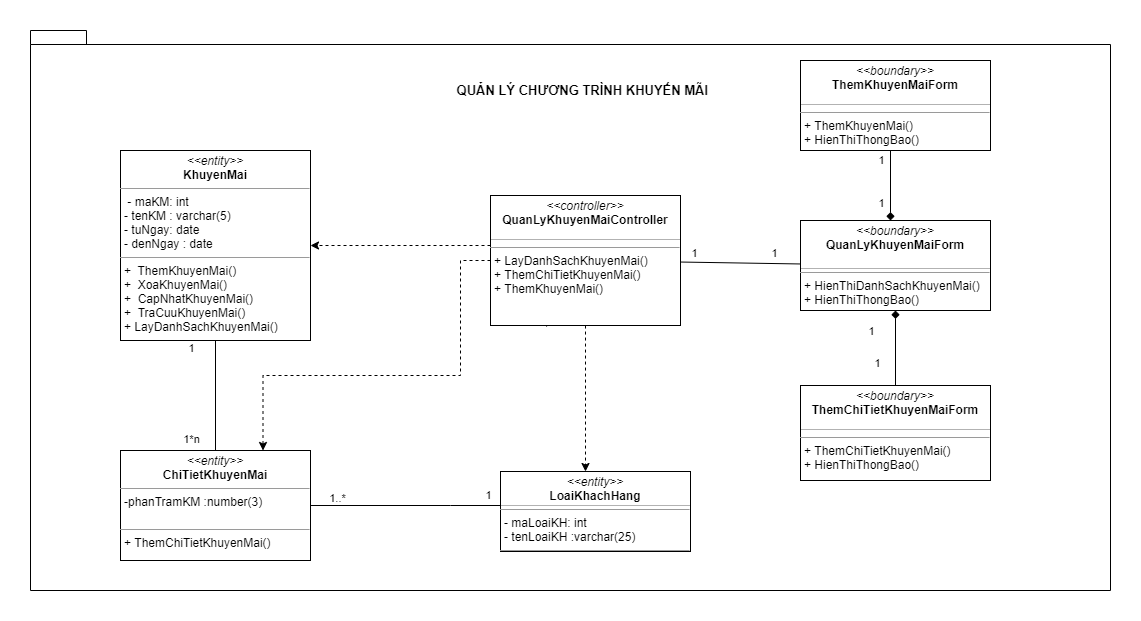 QUẢN LÝ CHƯƠNG TRÌNH KHUYẾN MÃI
<<entity>>
KhuyenMai
- maKM: int
- tenKM : varchar(5)
- tuNgay: date
- denNgay : date
+ ThemKhuyenMai()
+ XoaKhuyenMai()
+ CapNhatKhuyenMai()
+ TraCuuKhuyenMai()
+ LayDanhSachKhuyenMai()
1
1*n
<<entity>>
ChiTietKhuyenMai
-phanTramKM :number(3)
+ ThemChiTietKhuyenMai()
1..*
1
<<entity>>
LoaiKhachHang
- maLoaiKH: int
- tenLoaiKH :varchar(25)
<<controller>>
QuanLyKhuyenMaiController
+ LayDanhSachKhuyenMai()
+ ThemChiTietKhuyenMai()
+ ThemKhuyenMai()
1
1
<<boundary>>
ThemKhuyenMaiForm
+ ThemKhuyenMai()
+ HienThiThongBao()
1
1
<<boundary>>
QuanLyKhuyenMaiForm
+ HienThiDanhSachKhuyenMai()
+ HienThiThongBao()
1
1
<<boundary>>
ThemChiTietKhuyenMaiForm
+ ThemChiTietKhuyenMai()
+ HienThiThongBao()